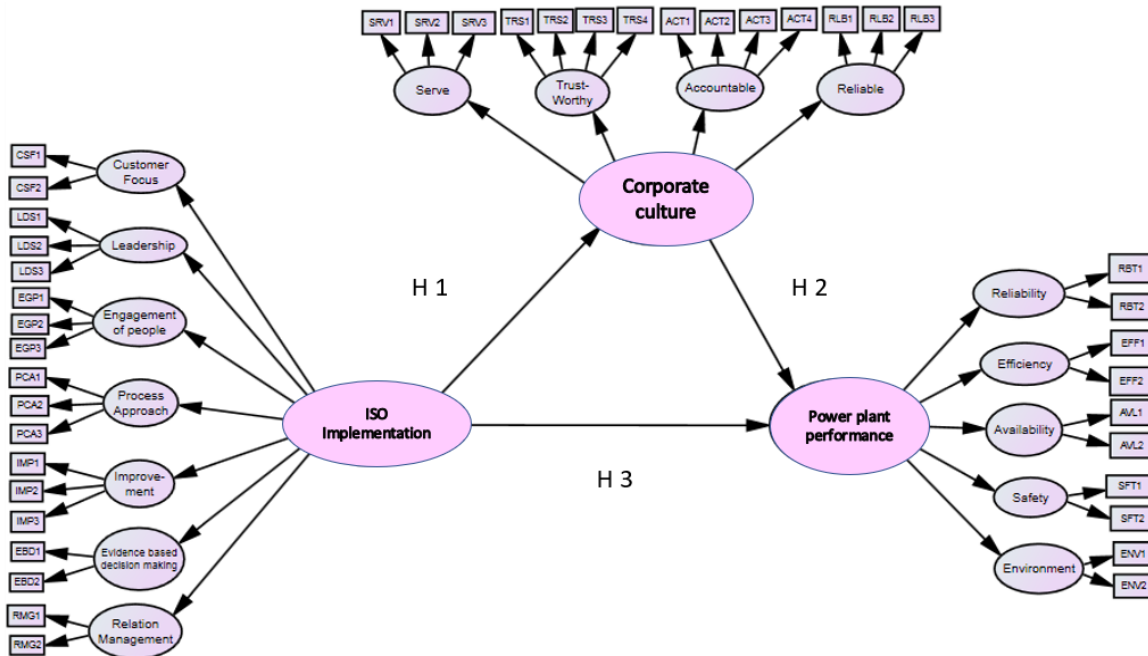 SRV1
SRV2
SRV3
TRS1
TRS2
TRS3
TRS4
ACT1
ACT2
ACT3
ACT4
RLB1
RLB2
RLB3
Serve
Trust-
Worthy
Accountable
Reliable
Corporate
culture
CSF1
CSF2
Customer
Focus
LDS1
LDS2
LDS3
Leadership
EGP1
EGP2
EGP3
Engagement
of people
PCA1
PCA2
PCA3
Process
Approach
IMP1
IMP2
IMP3
Improve-
ment
EBD1
EBD2
Evidence based
decision making
RMG1
RMG2
Relation
Management
H 1
H 2
ISO
Implementation
H 3
Power plant
performance
Reliability
RBT1
RBT2
Efficiency
EFF1
EFF2
Availability
AVL1
AVL2
Safety
SFT1
SFT2
Environment
ENV1
ENV2